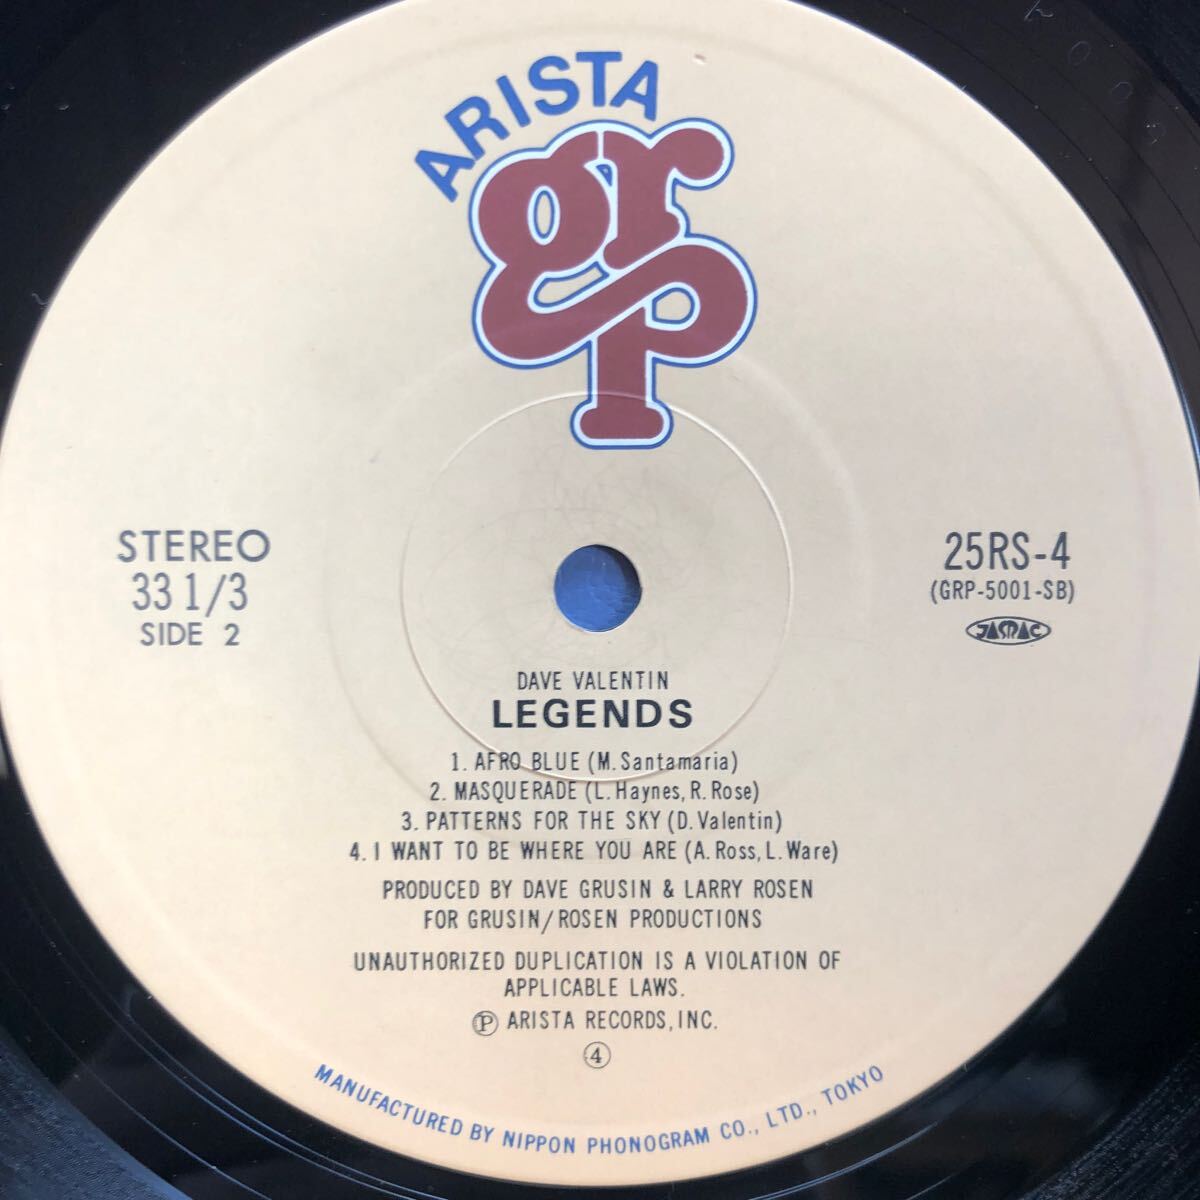 ARISTA
grp
STEREO
33 1/3
SIDE 2
25RS-4
(GRP-5001-SB)
JASRAC
DAVE VALENTIN
LEGENDS
1. AFRO BLUE (M. Santamaria)
2. MASQUERADE (L. Haynes, R. Rose)
3. PATTERNS FOR THE SKY (D. Valentin)
4. I WANT TO BE WHERE YOU ARE (A. Ross, L. Ware)
PRODUCED BY DAVE GRUSIN & LARRY ROSEN
FOR GRUSIN/ROSEN PRODUCTIONS
UNAUTHORIZED DUPLICATION IS A VIOLATION OF
APPLICABLE LAWS.
Ⓟ ARISTA RECORDS, INC.
④
MANUFACTURED BY NIPPON PHONOGRAM CO., LTD., TOKYO